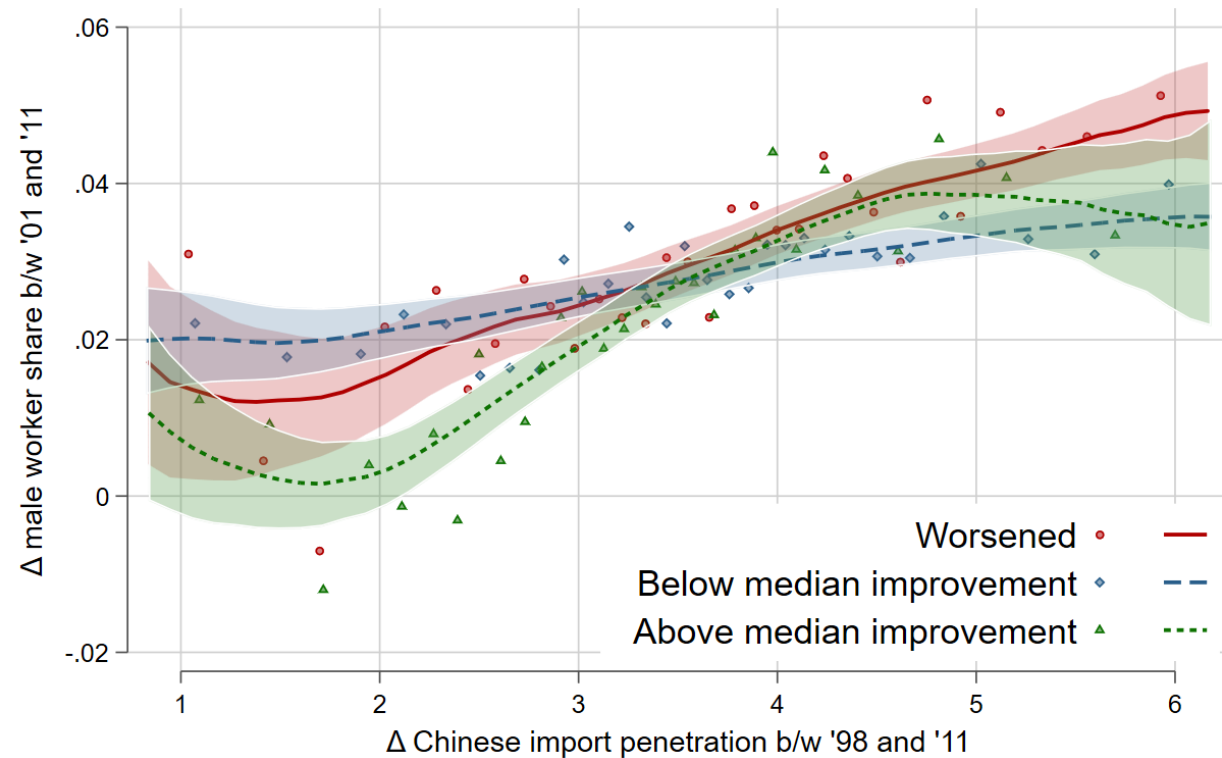 .06
.04
.02
0
-.02
Δ male worker share b/w '01 and '11
Worsened
Below median improvement
Above median improvement
1 2 3 4 5 6
Δ Chinese import penetration b/w '98 and '11